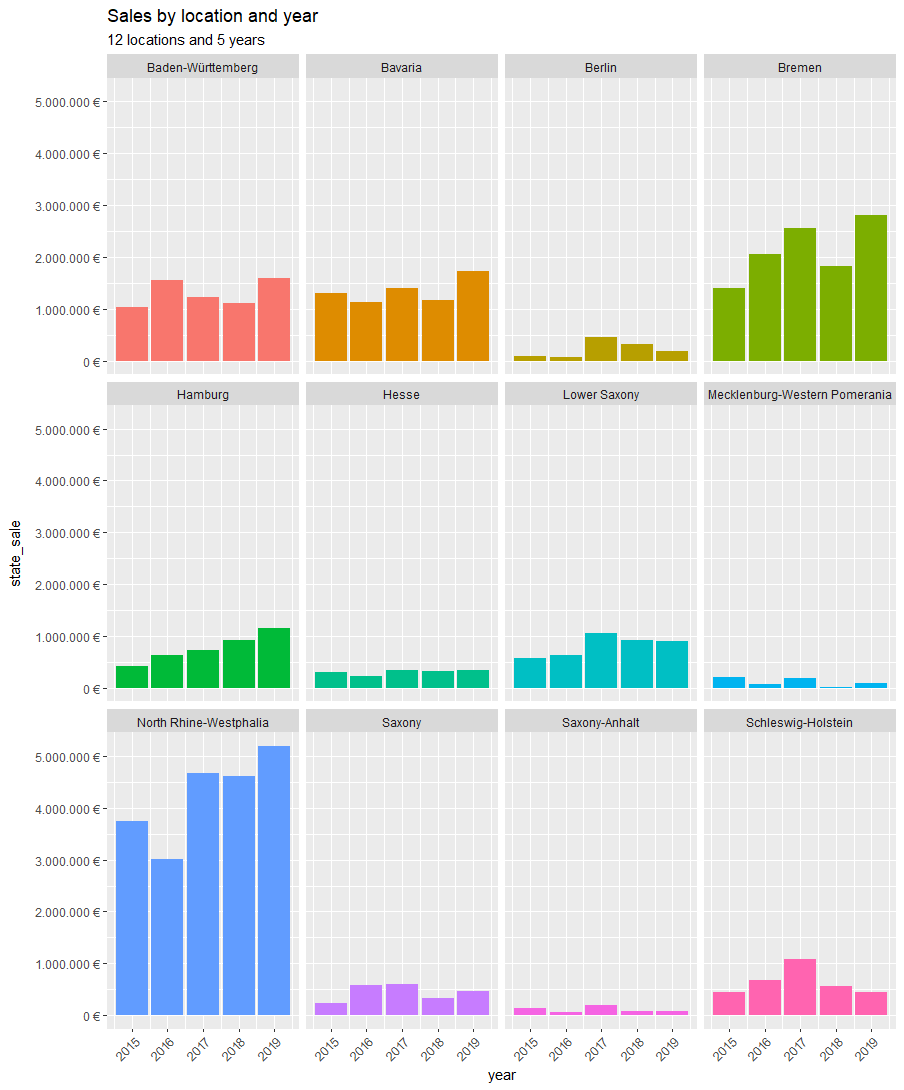 Sales by location and year
12 locations and 5 years
Baden-Württemberg
Bavaria
Berlin
Bremen
5.000.000 €
4.000.000 €
3.000.000 €
2.000.000 €
1.000.000 €
0 €
Hamburg
Hesse
Lower Saxony
Mecklenburg-Western Pomerania
5.000.000 €
4.000.000 €
3.000.000 €
2.000.000 €
1.000.000 €
0 €
state_sale
North Rhine-Westphalia
Saxony
Saxony-Anhalt
Schleswig-Holstein
5.000.000 €
4.000.000 €
3.000.000 €
2.000.000 €
1.000.000 €
0 €
2015 2016 2017 2018 2019
2015 2016 2017 2018 2019
2015 2016 2017 2018 2019
2015 2016 2017 2018 2019
year